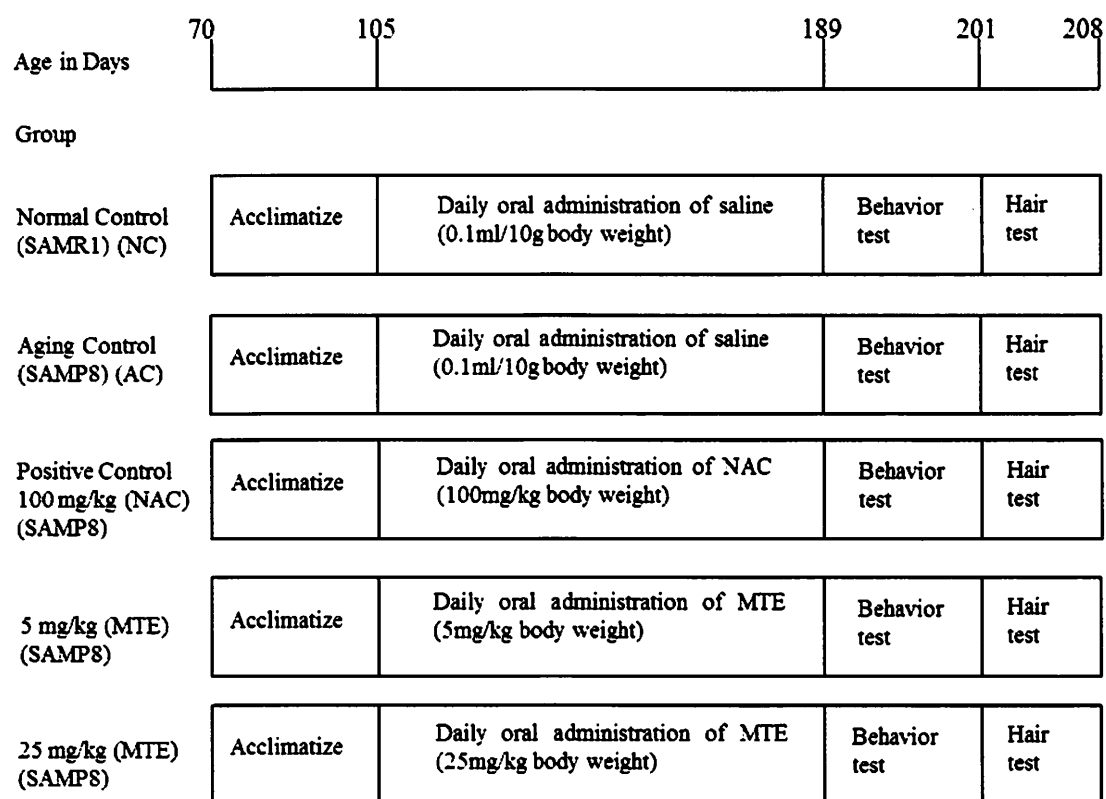 70 105 189 201 208
Age in Days
Group
Normal Control
(SAMR1) (NC)
Acclimatize
Daily oral administration of saline
(0.1ml/10g body weight)
Behavior
test
Hair
test
Aging Control
(SAMP8) (AC)
Acclimatize
Daily oral administration of saline
(0.1ml/10g body weight)
Behavior
test
Hair
test
Positive Control
100 mg/kg (NAC)
(SAMP8)
Acclimatize
Daily oral administration of NAC
(100mg/kg body weight)
Behavior
test
Hair
test
5 mg/kg (MTE)
(SAMP8)
Acclimatize
Daily oral administration of MTE
(5mg/kg body weight)
Behavior
test
Hair
test
25 mg/kg (MTE)
(SAMP8)
Acclimatize
Daily oral administration of MTE
(25mg/kg body weight)
Behavior
test
Hair
test